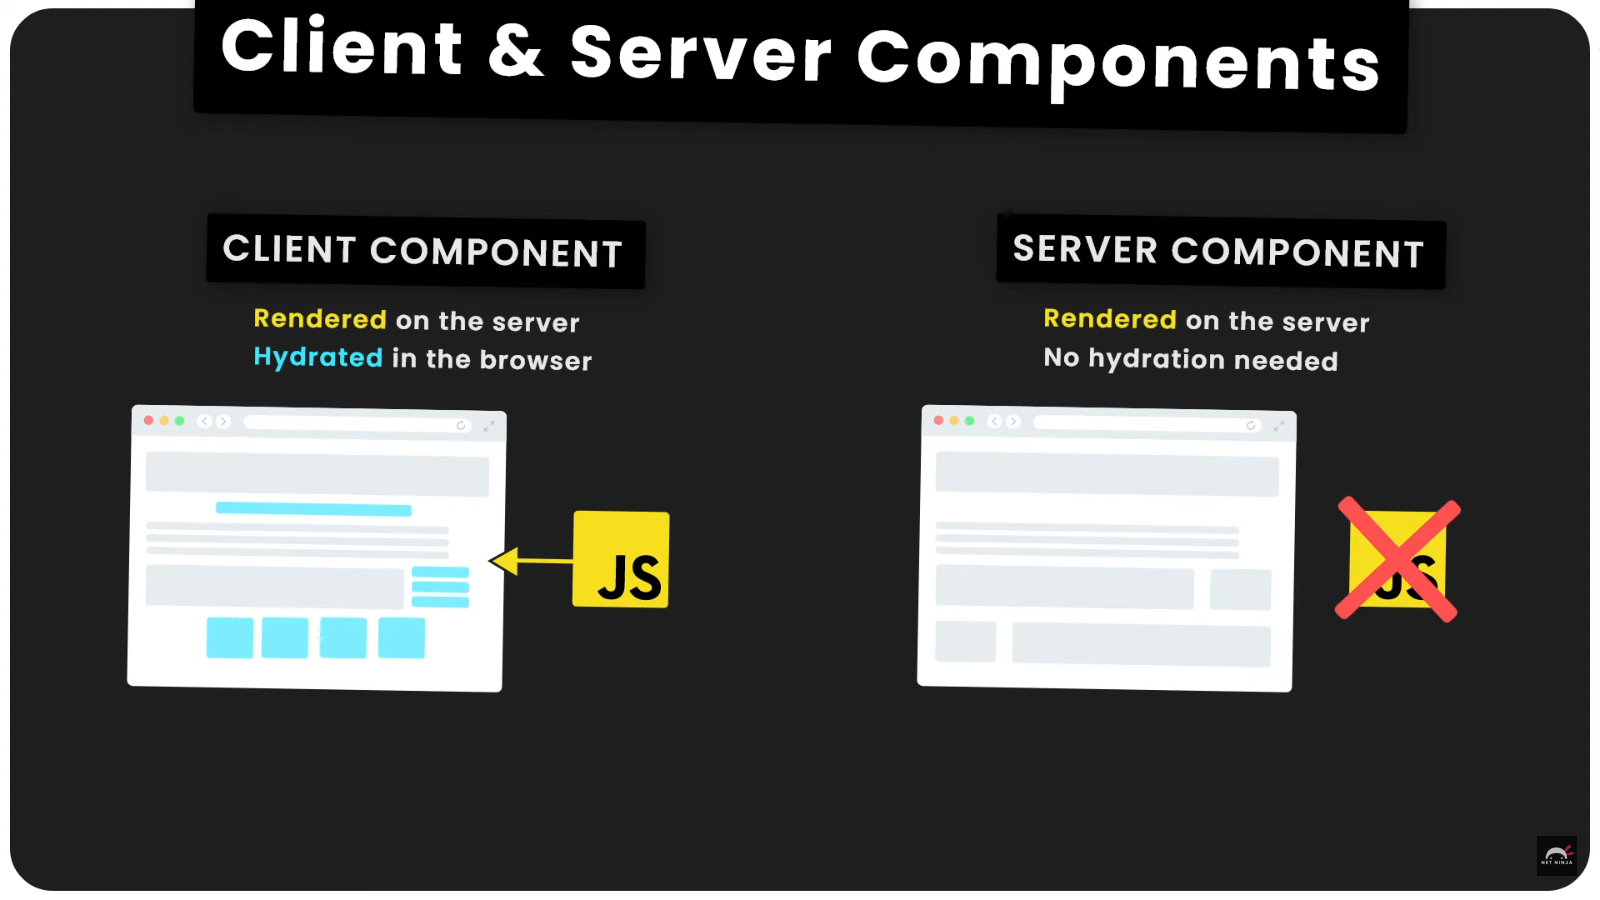 Client & Server Components
CLIENT COMPONENT
Rendered on the server
Hydrated in the browser
JS
SERVER COMPONENT
Rendered on the server
No hydration needed
JS
NET NINJA